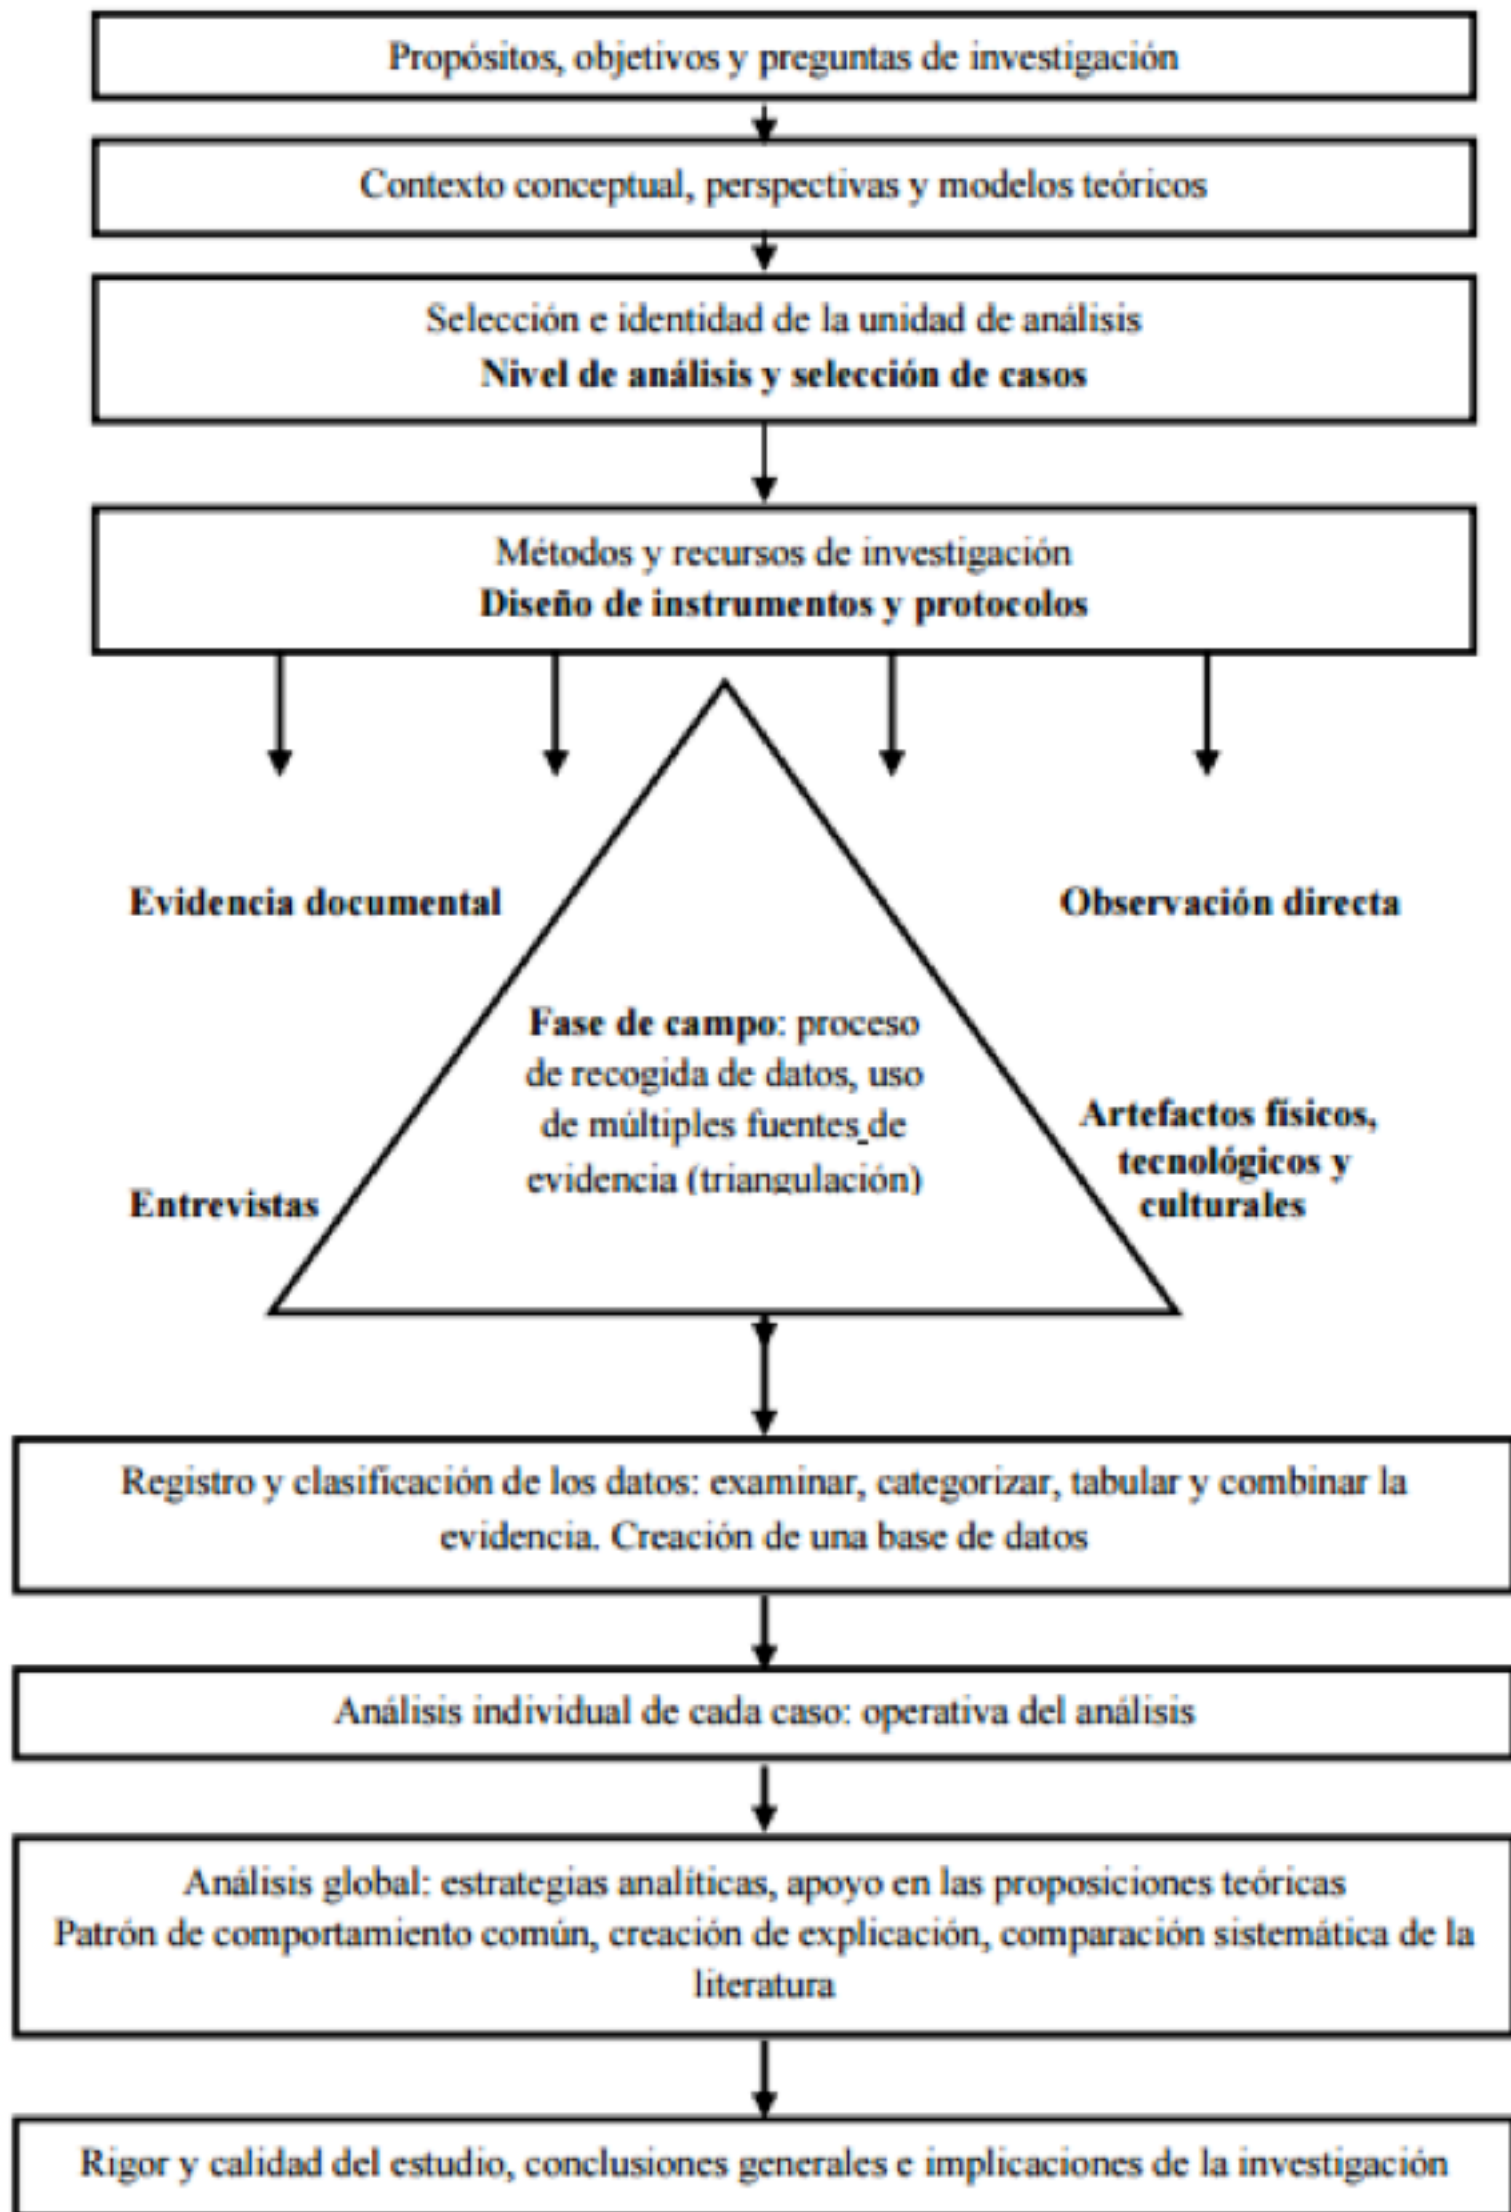 Propósitos, objetivos y preguntas de investigación
Contexto conceptual, perspectivas y modelos teóricos
Selección e identidad de la unidad de análisis
Nivel de análisis y selección de casos
Métodos y recursos de investigación
Diseño de instrumentos y protocolos
Evidencia documental
Observación directa
Fase de campo: proceso
de recogida de datos, uso
de múltiples fuentes de
evidencia (triangulación)
Entrevistas
Artefactos físicos,
tecnológicos y
culturales
Registro y clasificación de los datos: examinar, categorizar, tabular y combinar la
evidencia. Creación de una base de datos
Análisis individual de cada caso: operativa del análisis
Análisis global: estrategias analíticas, apoyo en las proposiciones teóricas
Patrón de comportamiento común, creación de explicación, comparación sistemática de la
literatura
Rigor y calidad del estudio, conclusiones generales e implicaciones de la investigación